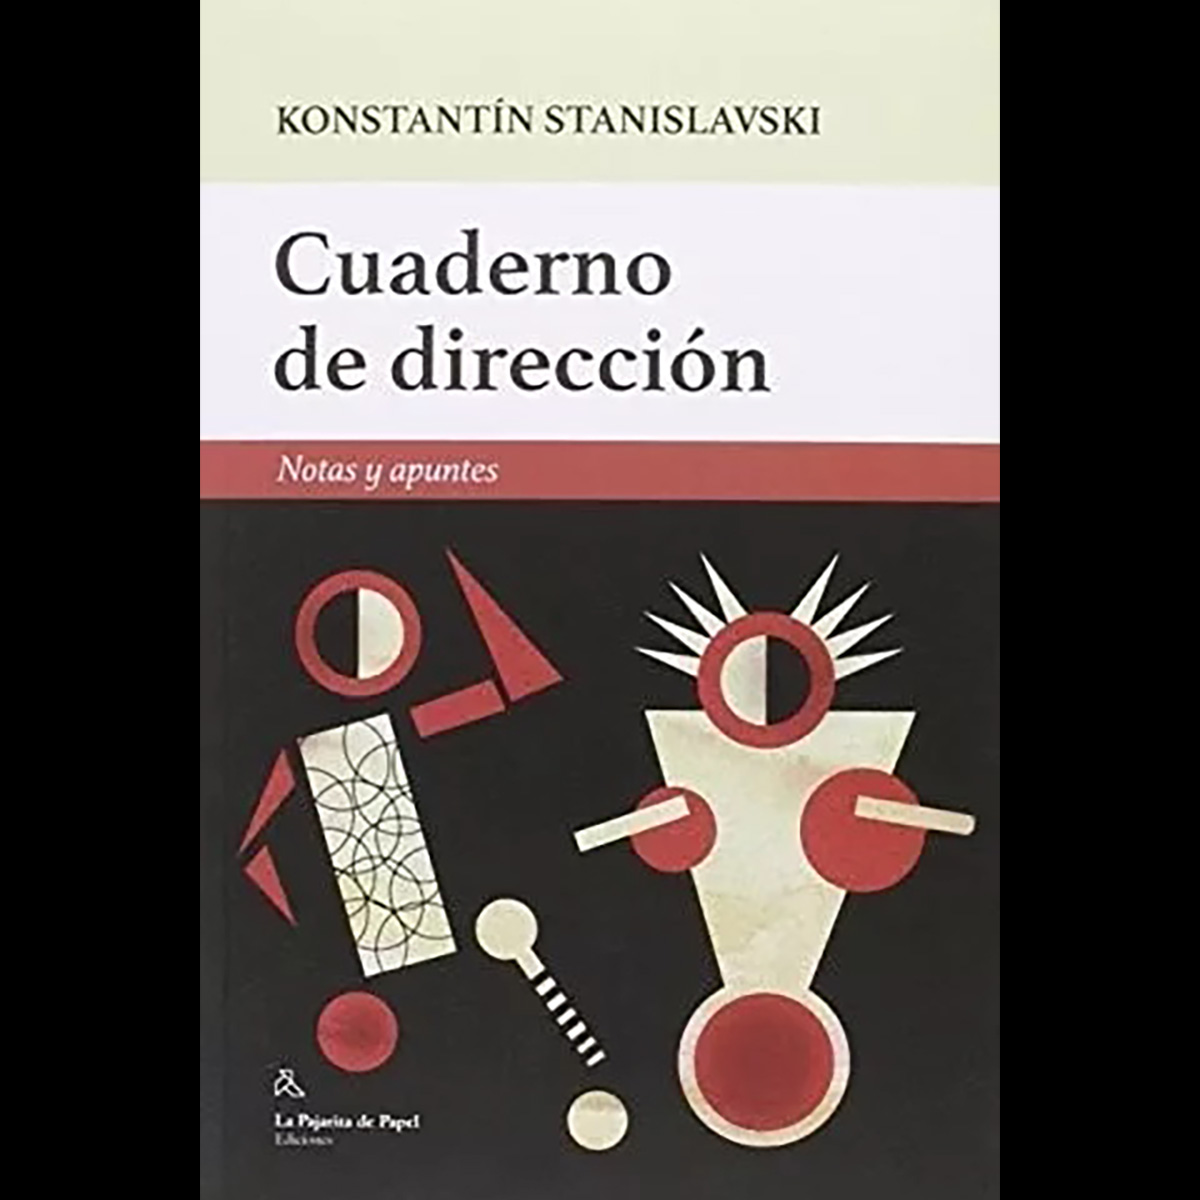 KONSTANTÍN STANISLAVSKI
Cuaderno
de dirección
Notas y apuntes
La Pajarita de Papel
Ediciones